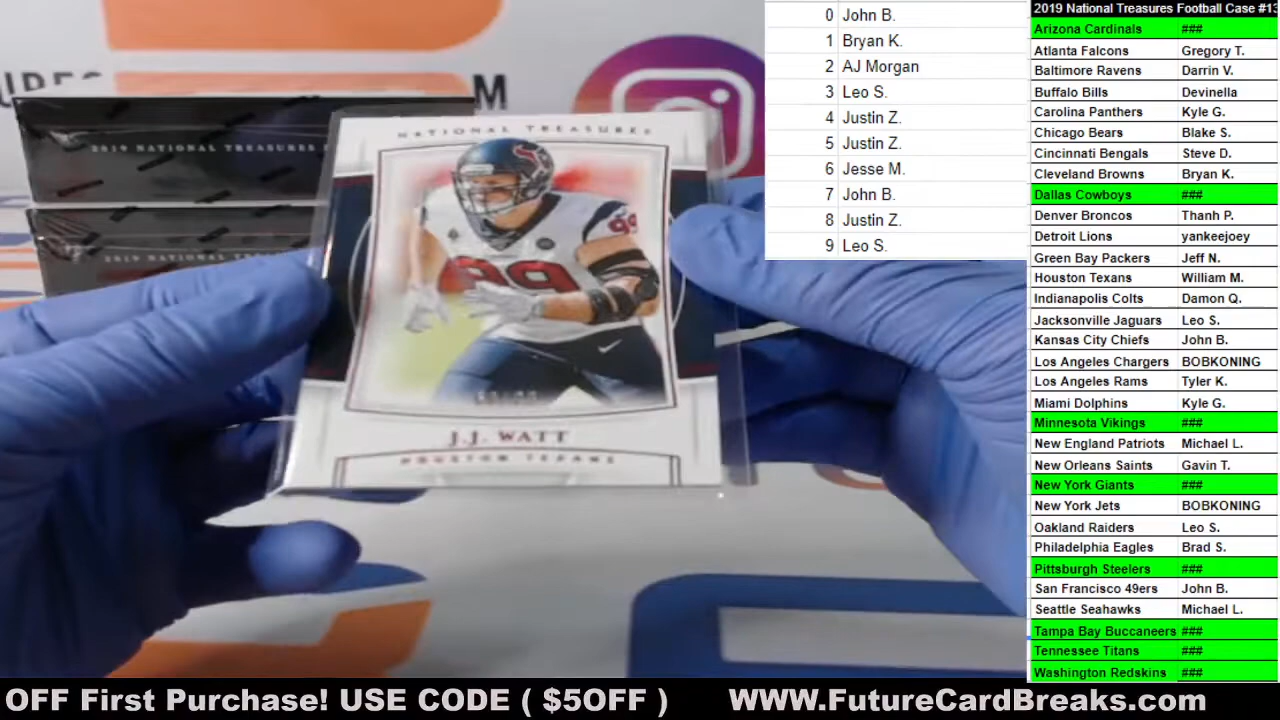 M
2019 NATIONAL TREASURES
2019 NATIONAL
NATIONAL TREASURES
99
99
J.J. WATT
HOUSTON TEXANS
0 John B.
1 Bryan K.
2 AJ Morgan
3 Leo S.
4 Justin Z.
5 Justin Z.
6 Jesse M.
7 John B.
8 Justin Z.
9 Leo S.
2019 National Treasures Football Case #13
Arizona Cardinals ###
Atlanta Falcons Gregory T.
Baltimore Ravens Darrin V.
Buffalo Bills Devinella
Carolina Panthers Kyle G.
Chicago Bears Blake S.
Cincinnati Bengals Steve D.
Cleveland Browns Bryan K.
Dallas Cowboys ###
Denver Broncos Thanh P.
Detroit Lions yankeejoey
Green Bay Packers Jeff N.
Houston Texans William M.
Indianapolis Colts Damon Q.
Jacksonville Jaguars Leo S.
Kansas City Chiefs John B.
Los Angeles Chargers BOBKONING
Los Angeles Rams Tyler K.
Miami Dolphins Kyle G.
Minnesota Vikings ###
New England Patriots Michael L.
New Orleans Saints Gavin T.
New York Giants ###
New York Jets BOBKONING
Oakland Raiders Leo S.
Philadelphia Eagles Brad S.
Pittsburgh Steelers ###
San Francisco 49ers John B.
Seattle Seahawks Michael L.
Tampa Bay Buccaneers ###
Tennessee Titans ###
Washington Redskins ###
OFF First Purchase! USE CODE ( $5OFF ) WWW.FutureCardBreaks.com